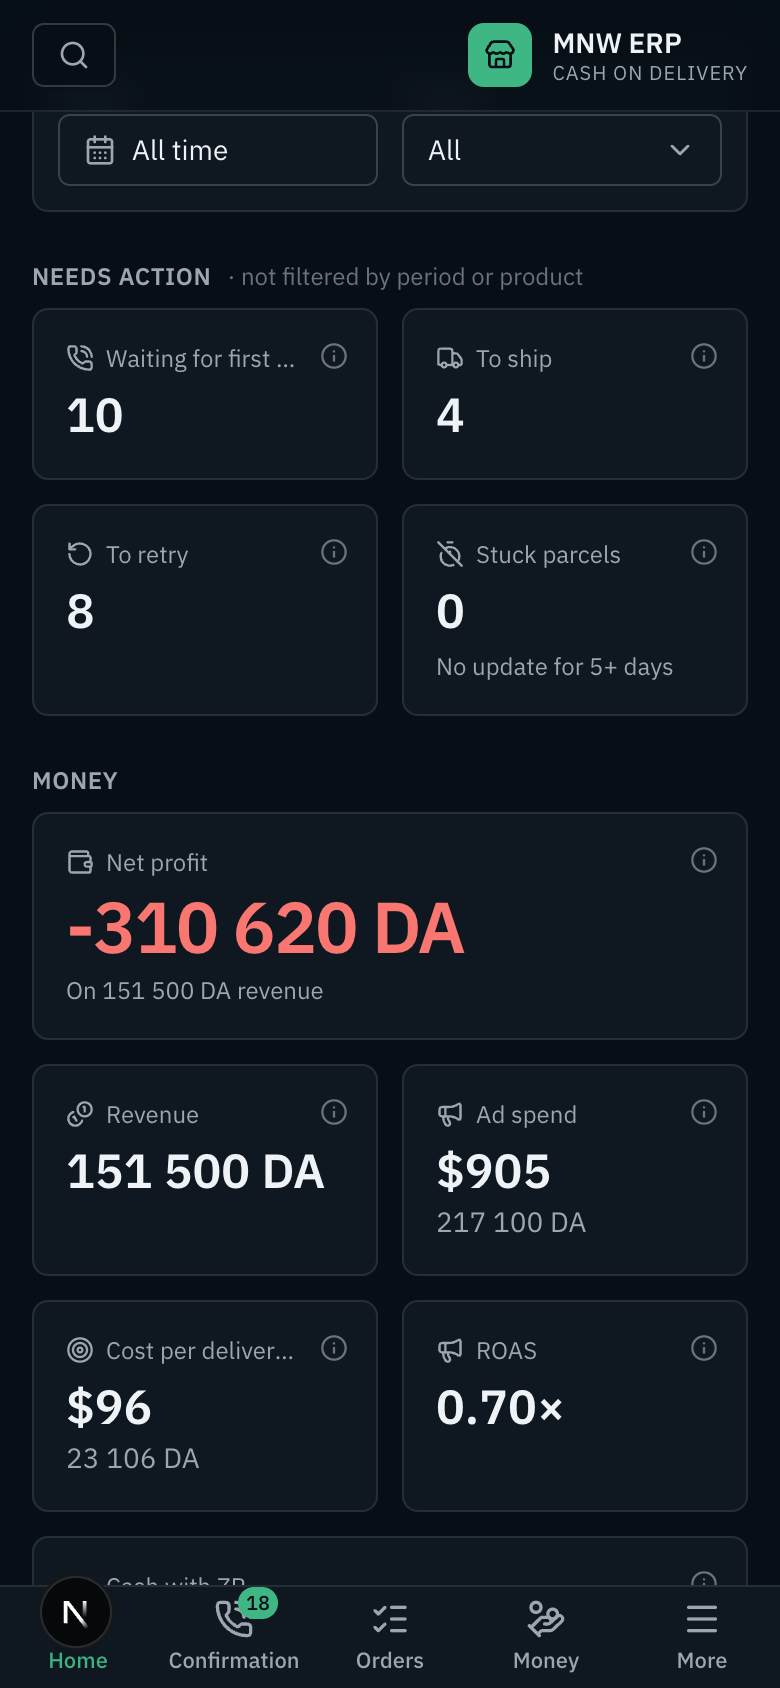 MNW ERP
CASH ON DELIVERY
All time
All
NEEDS ACTION · not filtered by period or product
Waiting for first ...
To ship
10
4
To retry
Stuck parcels
8
0
No update for 5+ days
MONEY
Net profit
-310 620 DA
On 151 500 DA revenue
Revenue
Ad spend
151 500 DA
$905
217 100 DA
Cost per deliver...
ROAS
$96
0.70×
23 106 DA
Cash with ZR
N
18
Home
Confirmation
Orders
Money
More